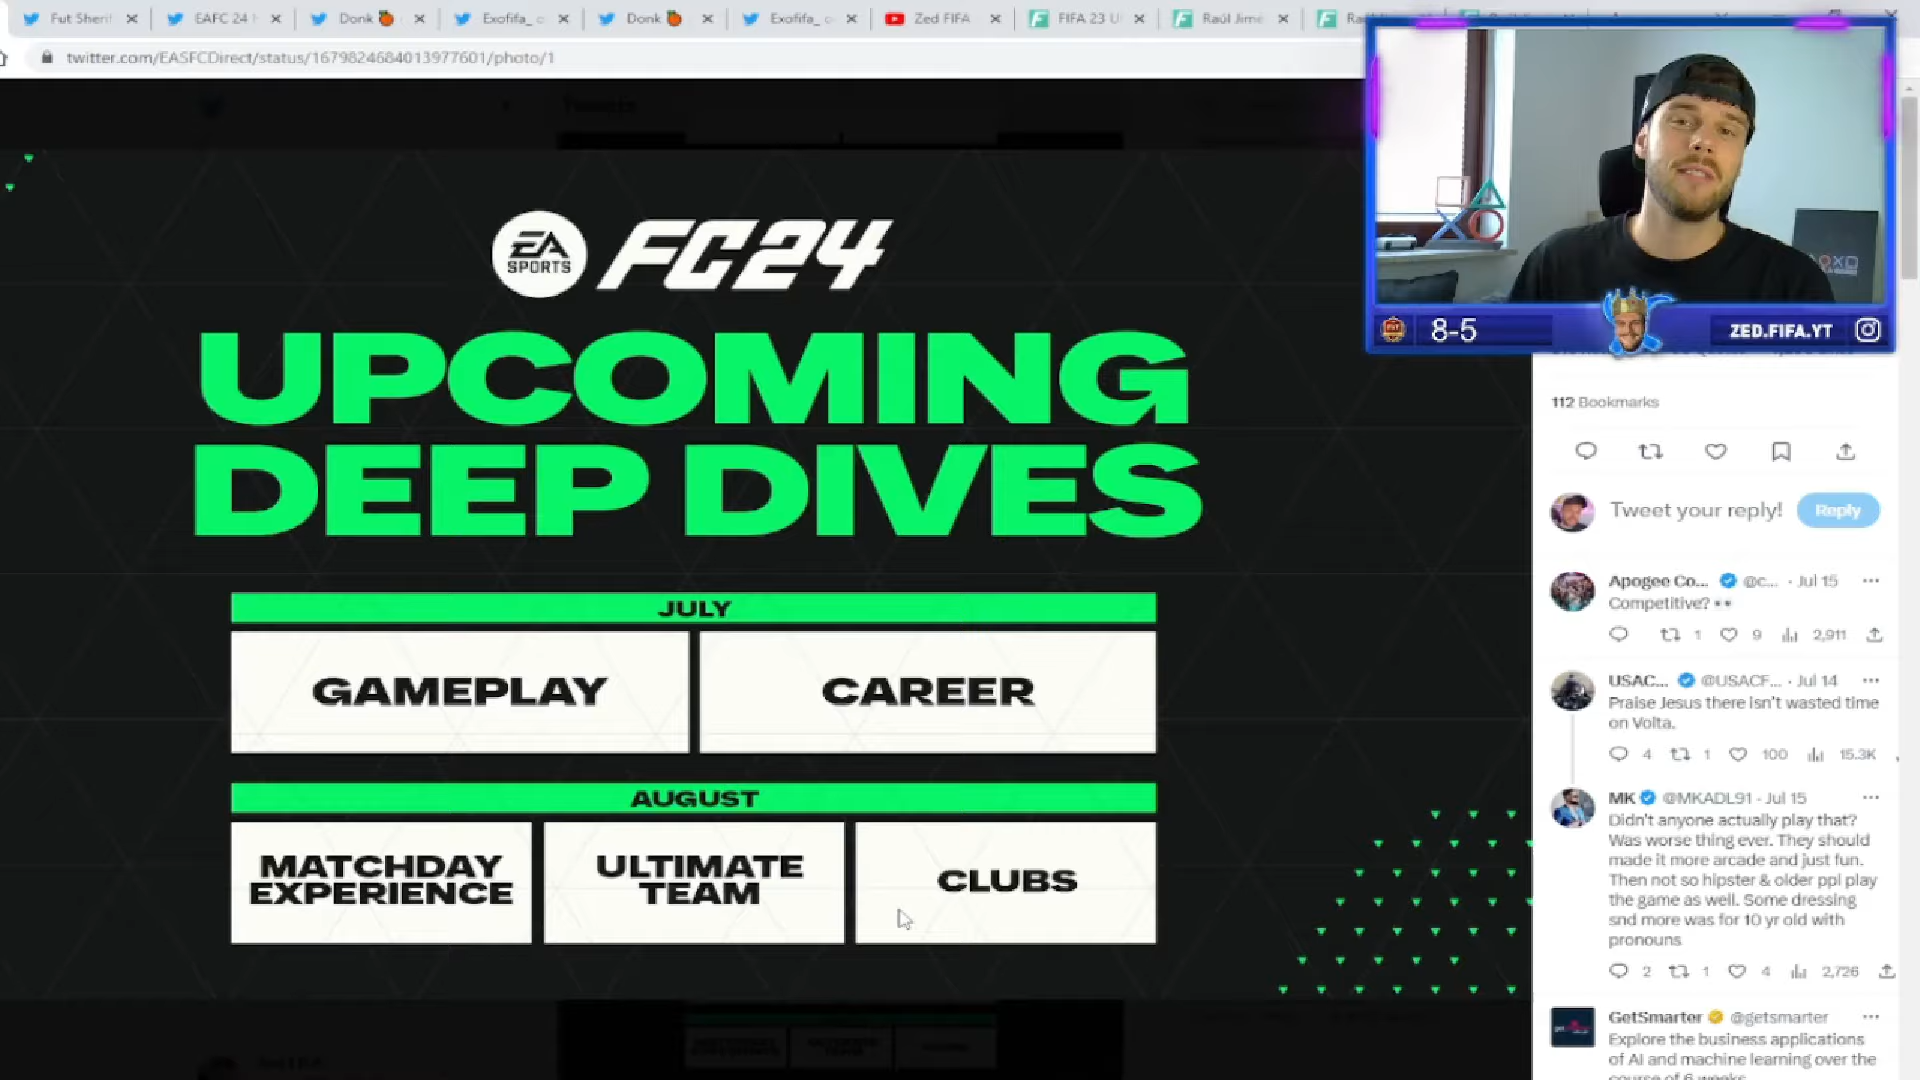 Fut Sheri
EAFC 24
Donk
Exofifa_
Donk
Exofifa_
Zed FIFA
FIFA 23 U
Raúl Jime
twitter.com/EASFCDirect/status/1679824684013977601/photo/1
EA
SPORTS
FC24
UPCOMING
DEEP DIVES
JULY
GAMEPLAY
CAREER
AUGUST
MATCHDAY
EXPERIENCE
ULTIMATE
TEAM
CLUBS
8-5
ZED.FIFA.YT
112 Bookmarks
Tweet your reply!
Reply
Apogee Co... @c... · Jul 15
Competitive?
1 9 2,911
USAC... @USACF... · Jul 14
Praise Jesus there isn't wasted time
on Volta.
4 1 100 15.3K
MK @MKADL91 · Jul 15
Didn't anyone actually play that?
Was worse thing ever. They should
made it more arcade and just fun.
Then not so hipster & older ppl play
the game as well. Some dressing
snd more was for 10 yr old with
pronouns
2 1 4 2,726
GetSmarter @getsmarter
Explore the business applications
of AI and machine learning over the
course of 6 weeks